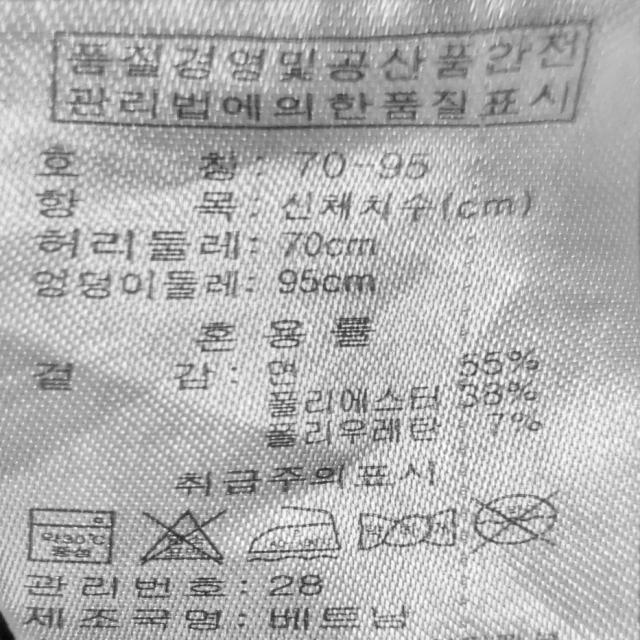 품질경영및공산품안전
관리법에의한품질표시
호 칭: 70-95
항 목: 신체치수(cm)
허리둘레: 70cm
엉덩이둘레: 95cm
혼 용 률
겉 감: 면 55%
폴리에스터 38%
폴리우레탄 7%
취급주의표시
약30℃
중성
관리번호: 28
제조국명: 베트남